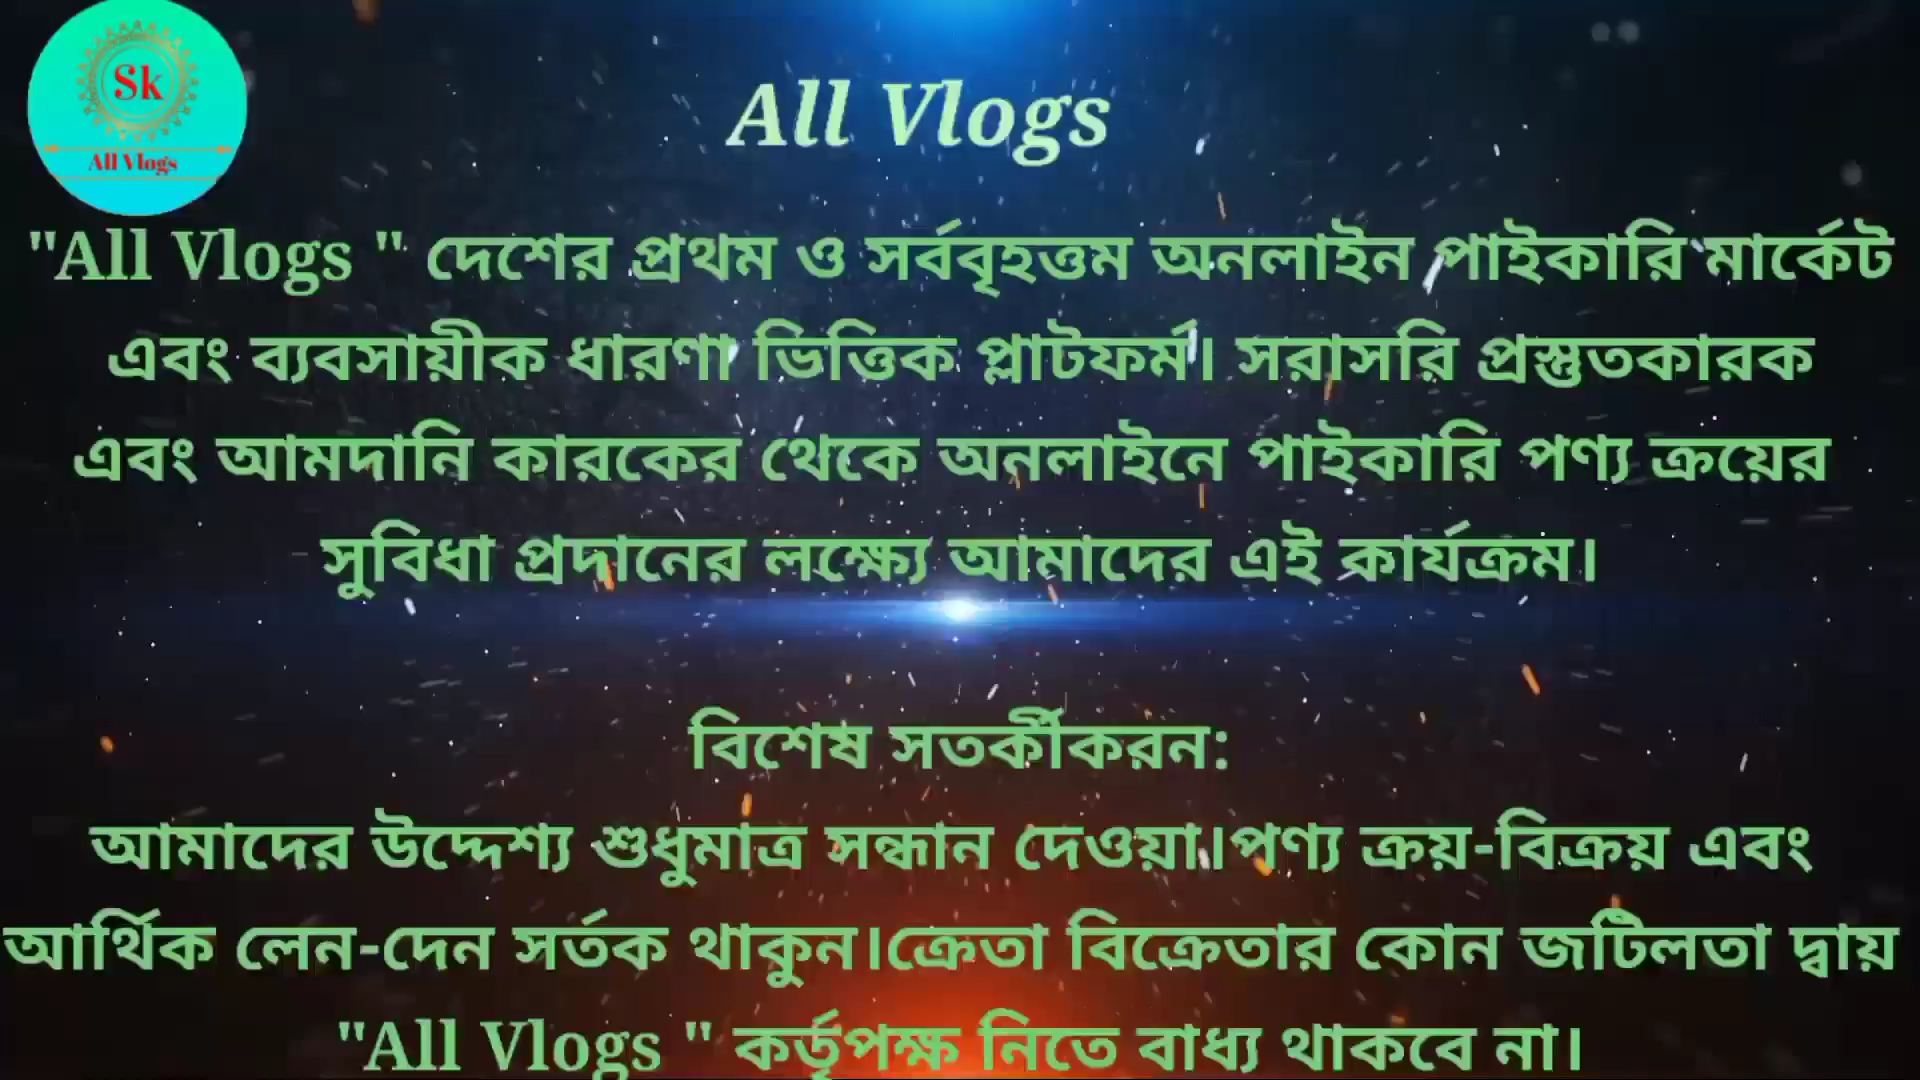 Sk
All Vlogs
All Vlogs
"All Vlogs " দেশের প্রথম ও সর্ববৃহত্তম অনলাইন পাইকারি মার্কেট
এবং ব্যবসায়ীক ধারণা ভিত্তিক প্লাটফর্ম। সরাসরি প্রস্তুতকারক
এবং আমদানি কারকের থেকে অনলাইনে পাইকারি পণ্য ক্রয়ের
সুবিধা প্রদানের লক্ষ্যে আমাদের এই কার্যক্রম।
বিশেষ সতর্কীকরন:
আমাদের উদ্দেশ্য শুধুমাত্র সন্ধান দেওয়া।পণ্য ক্রয়-বিক্রয় এবং
আর্থিক লেন-দেন সর্তক থাকুন।ক্রেতা বিক্রেতার কোন জটিলতা দ্বায়
"All Vlogs " কর্তৃপক্ষ নিতে বাধ্য থাকবে না।